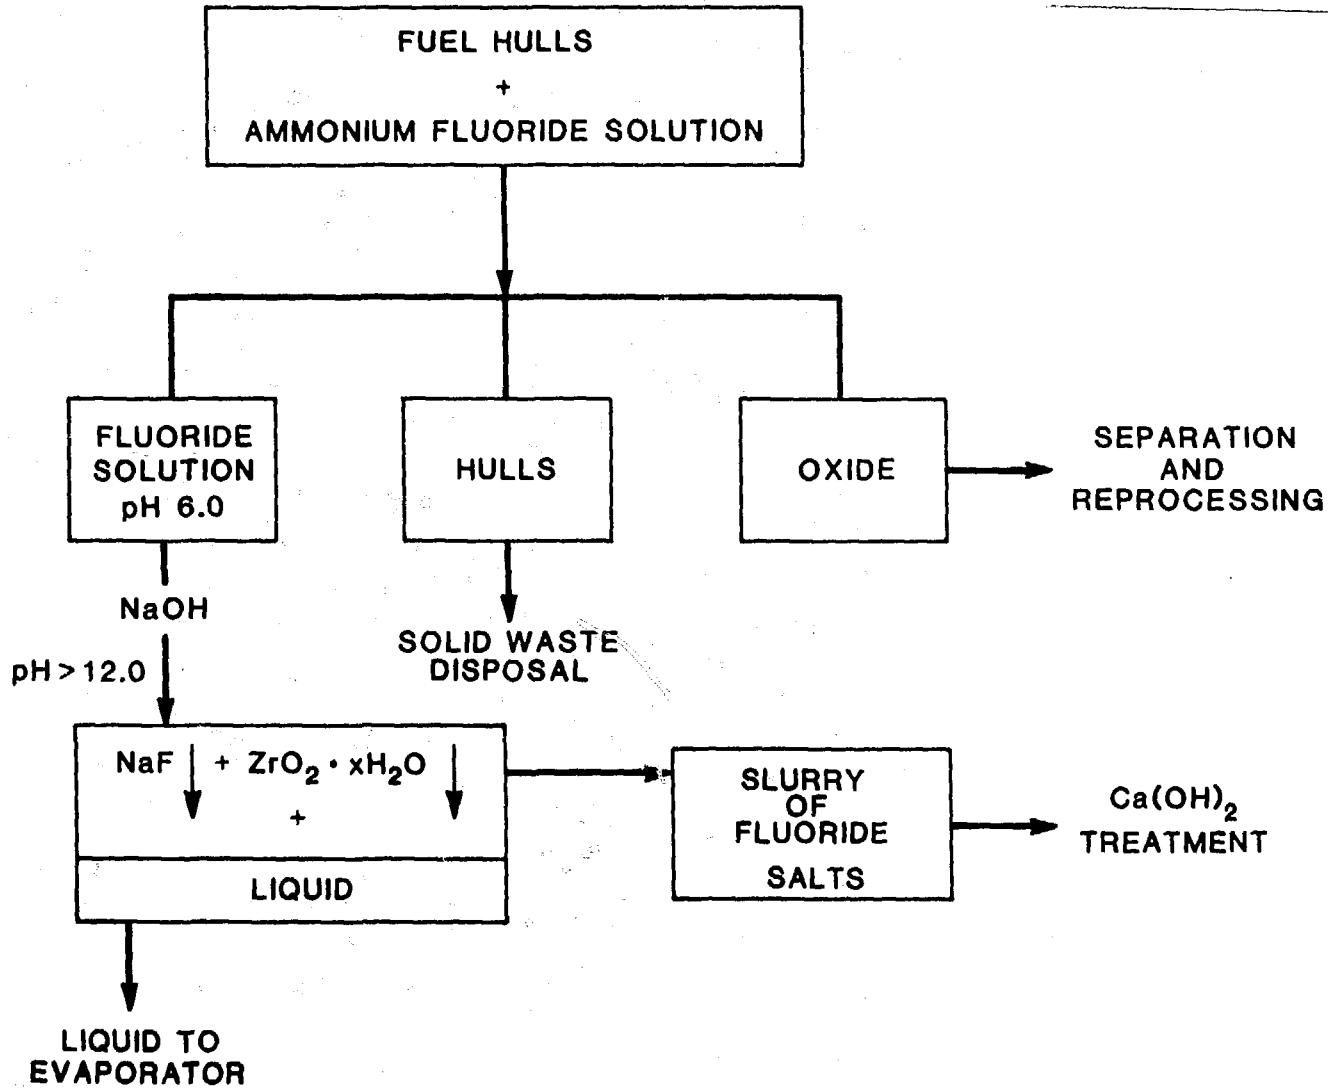 FUEL HULLS
+
AMMONIUM FLUORIDE SOLUTION
FLUORIDE
SOLUTION
pH 6.0
HULLS
OXIDE
SEPARATION
AND
REPROCESSING
NaOH
pH > 12.0
SOLID WASTE
DISPOSAL
NaF ↓ + ZrO₂ · xH₂O ↓
+
LIQUID
SLURRY
OF
FLUORIDE
SALTS
Ca(OH)₂
TREATMENT
LIQUID TO
EVAPORATOR